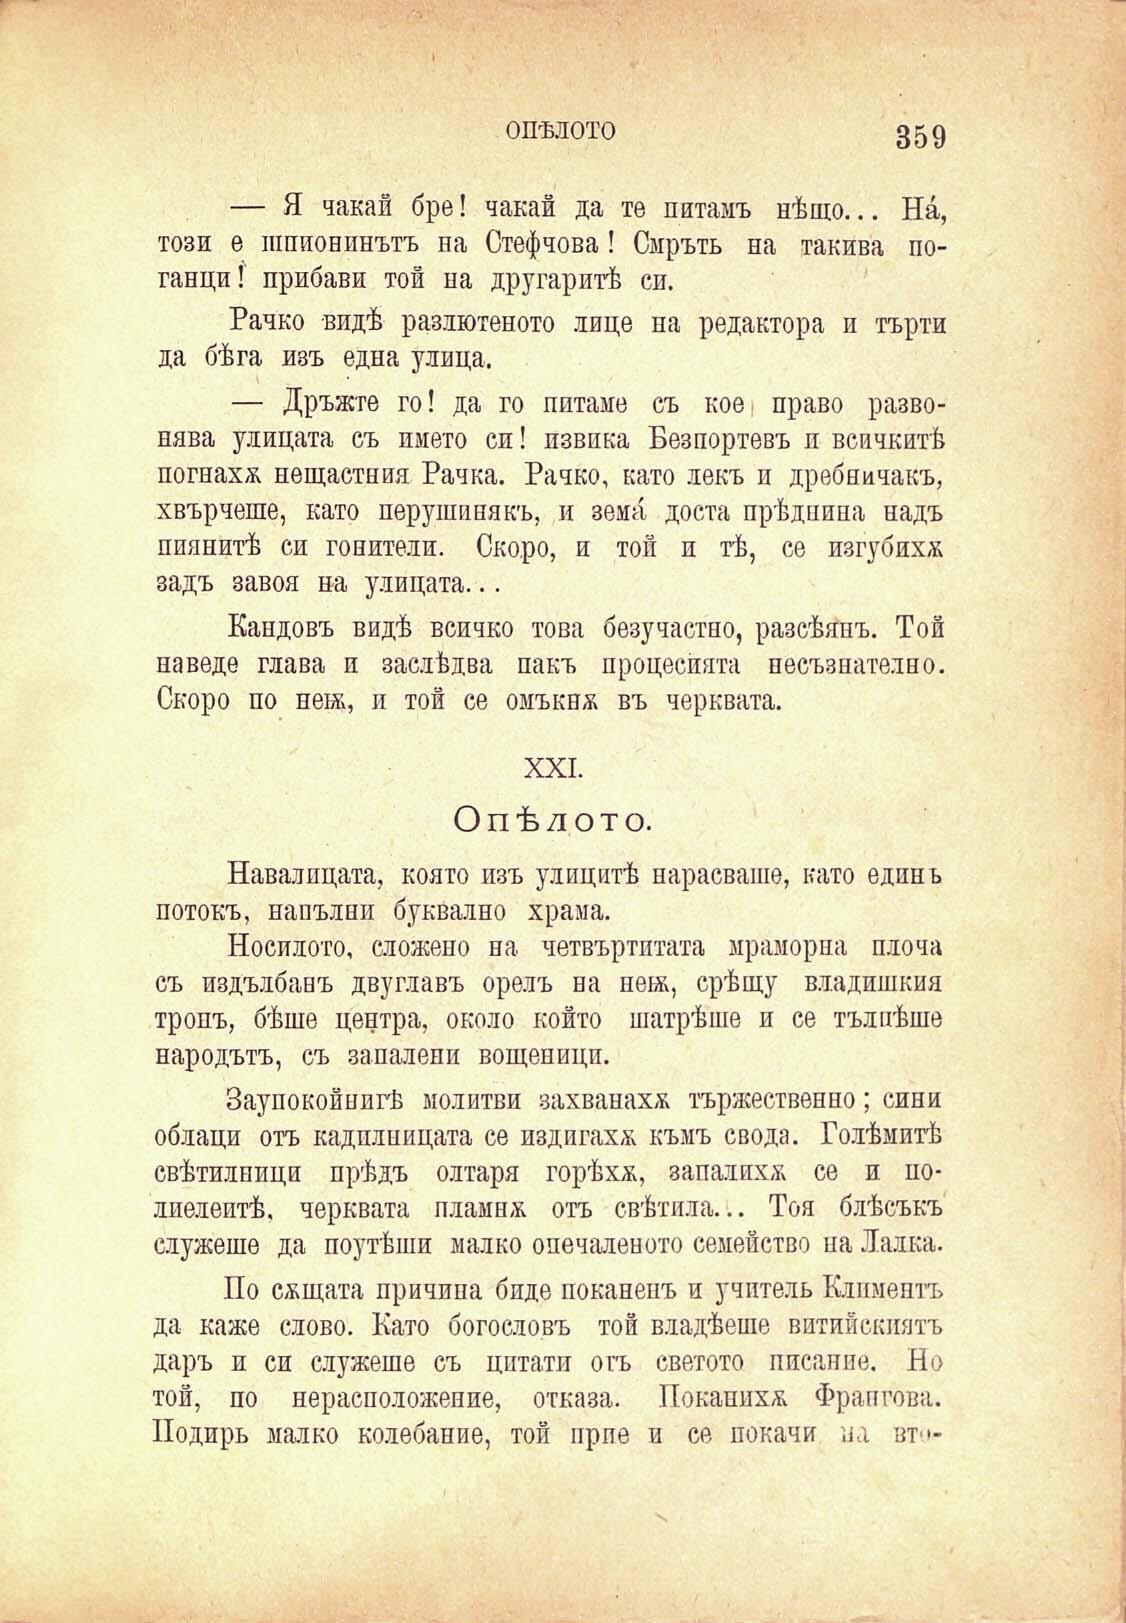 ОПѢЛОТО 359
— Я чакай бре! чакай да те питамъ нѣщо... На́,
този е шпионинътъ на Стефчова! Смръть на такива по-
ганци! прибави той на другаритѣ си.
Рачко видѣ разлютеното лице на редактора и търти
да бѣга изъ една улица.
— Дръжте го! да го питаме съ кое право разво-
нява улицата съ името си! извика Безпортевъ и всичкитѣ
погнахѫ нещастния Рачка. Рачко, като лекъ и дребничакъ,
хвърчеше, като перушинякъ, и зема́ доста прѣднина надъ
пиянитѣ си гонители. Скоро, и той и тѣ, се изгубихѫ
задъ завоя на улицата...
Кандовъ видѣ всичко това безучастно, разсѣянъ. Той
наведе глава и заслѣдва пакъ процесията несъзнателно.
Скоро по неѭ, и той се омъкнѫ въ черквата.
XXI.
Опѣлото.
Навалицата, която изъ улицитѣ нарасваше, като единъ
потокъ, напълни буквално храма.
Носилото, сложено на четвъртитата мраморна плоча
съ издълбанъ двуглавъ орелъ на неѭ, срѣщу владишкия
тронъ, бѣше центра, около който шатрѣше и се тълпѣше
народътъ, съ запалени вощеници.
Заупокойнитѣ молитви захванахѫ тържественно; сини
облаци отъ кадилницата се издигахѫ къмъ свода. Голѣмитѣ
свѣтилници прѣдъ олтаря горѣхѫ, запалихѫ се и по-
лиелеитѣ, черквата пламнѫ отъ свѣтила... Тоя блѣсъкъ
служеше да поутѣши малко опечаленото семейство на Лалка.
По сѫщата причина биде поканенъ и учитель Климентъ
да каже слово. Като богословъ той владѣеше витийскиятъ
даръ и си служеше съ цитати отъ светото писание. Но
той, по нерасположение, отказа. Поканихѫ Франгова.
Подирь малко колебание, той прие и се покачи на вто-